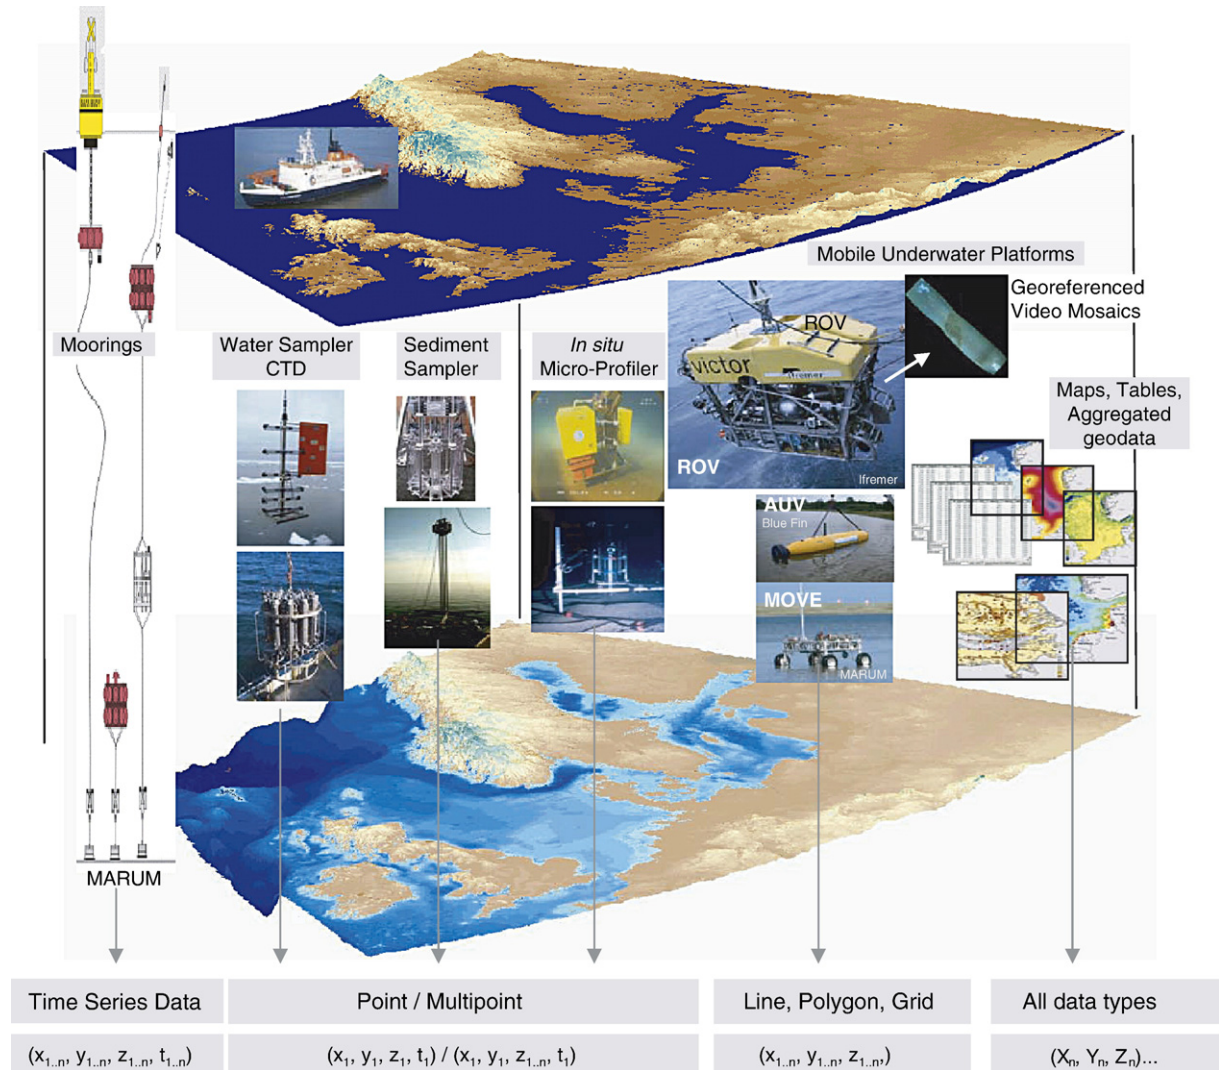 Mobile Underwater Platforms
Georeferenced
Video Mosaics
ROV
victor
Ifremer
ROV
Ifremer
Moorings
Water Sampler
CTD
Sediment
Sampler
In situ
Micro-Profiler
Maps, Tables,
Aggregated
geodata
AUV
Blue Fin
MOVE
MARUM
MARUM
Time Series Data
Point / Multipoint
Line, Polygon, Grid
All data types
(x1..n, y1..n, z1..n, t1..n)
(x1, y1, z1, t1) / (x1, y1, z1..n, t1)
(x1..n, y1..n, z1..n,)
(Xn, Yn, Zn)...